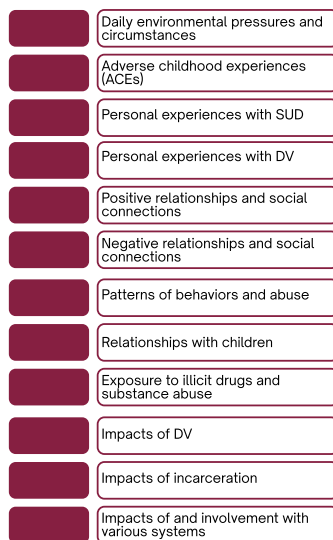 Daily environmental pressures and
circumstances
Adverse childhood experiences
(ACEs)
Personal experiences with SUD
Personal experiences with DV
Positive relationships and social
connections
Negative relationships and social
connections
Patterns of behaviors and abuse
Relationships with children
Exposure to illicit drugs and
substance abuse
Impacts of DV
Impacts of incarceration
Impacts of and involvement with
various systems